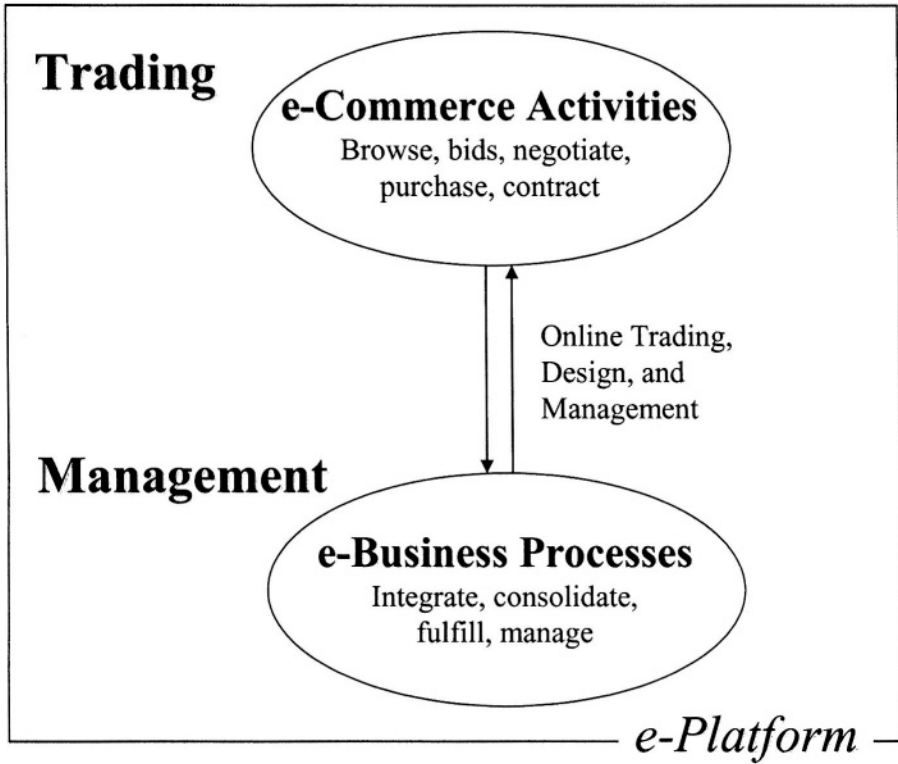 Trading
e-Commerce Activities
Browse, bids, negotiate,
purchase, contract
Online Trading,
Design, and
Management
Management
e-Business Processes
Integrate, consolidate,
fulfill, manage
e-Platform